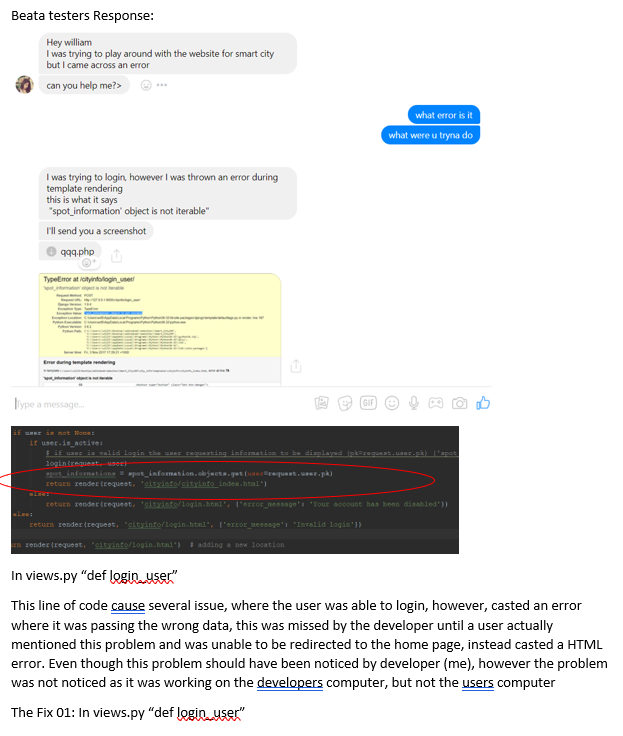 Beata testers Response:
Hey william
I was trying to play around with the website for smart city
but I came across an error
can you help me?>
what error is it
what were u tryna do
I was trying to login, however I was thrown an error during
template rendering
this is what it says
"spot_information' object is not iterable"
I'll send you a screenshot
qqq.php
TypeError at /cityinfo/login_user/
'spot_information' object is not iterable
Request Method: POST
Exception Type: TypeError
Error during template rendering
'spot_information' object is not iterable
Type a message...
GIF
if user is not None:
if user.is_active:
# if user is valid login the user requesting information to be displayed (pk=request.user.pk) ['spot
login(request, user)
spot_informations = spot_information.objects.get(user=request.user.pk)
return render(request, 'cityinfo/cityinfo_index.html')
else:
return render(request, 'cityinfo/login.html', {'error_message': 'Your account has been disabled'})
else:
return render(request, 'cityinfo/login.html', {'error_message': 'Invalid login'})
rn render(request, 'cityinfo/login.html') # adding a new location
In views.py “def login_user”
This line of code cause several issue, where the user was able to login, however, casted an error
where it was passing the wrong data, this was missed by the developer until a user actually
mentioned this problem and was unable to be redirected to the home page, instead casted a HTML
error. Even though this problem should have been noticed by developer (me), however the problem
was not noticed as it was working on the developers computer, but not the users computer
The Fix 01: In views.py “def login_user”